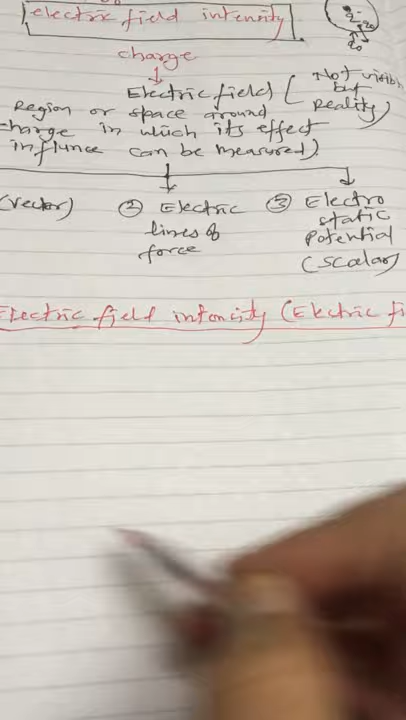 electric field intensity
charge
Electric field (Not visible but Reality)
Region or space around
charge in which its effect
influnce can be measured)
(vector)
② Electric
lines of
force
③ Electro
static
Potential
(scalar)
Electric field intencity (Electric fi